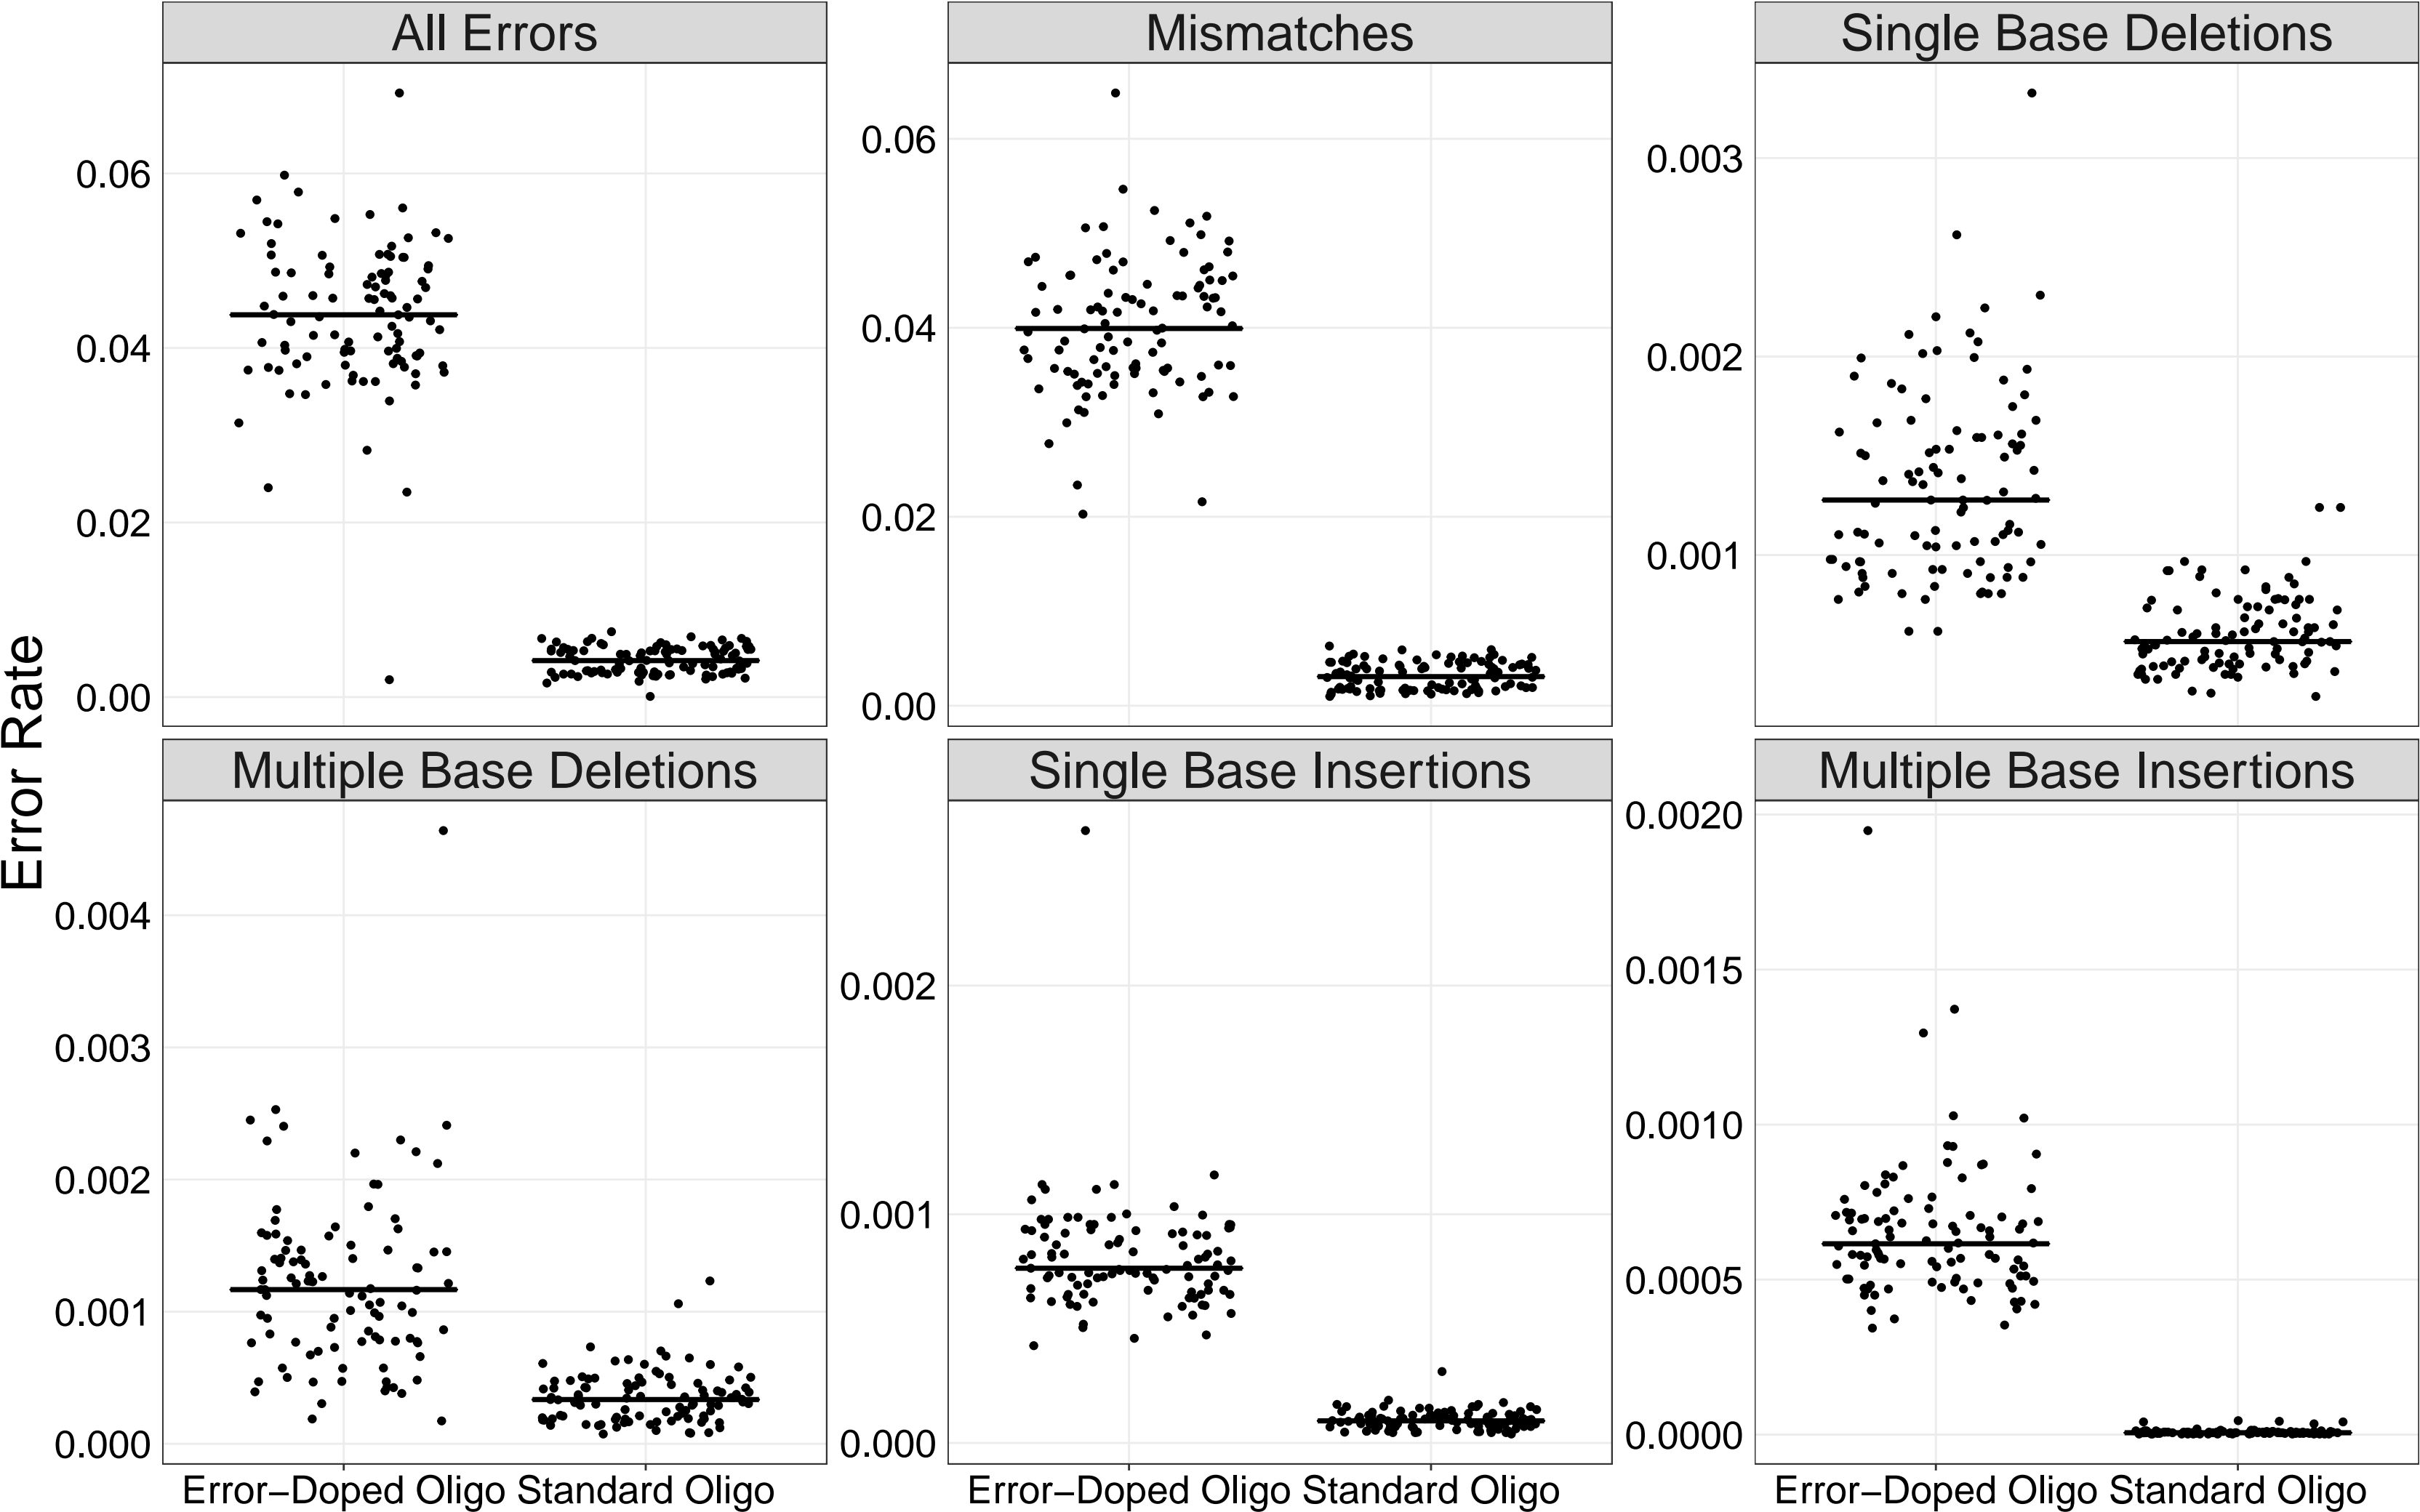 Error Rate
All Errors
0.06
0.04
0.02
0.00
Mismatches
0.06
0.04
0.02
0.00
Single Base Deletions
0.003
0.002
0.001
Multiple Base Deletions
0.004
0.003
0.002
0.001
0.000
Error−Doped Oligo Standard Oligo
Single Base Insertions
0.002
0.001
0.000
Error−Doped Oligo Standard Oligo
Multiple Base Insertions
0.0020
0.0015
0.0010
0.0005
0.0000
Error−Doped Oligo Standard Oligo